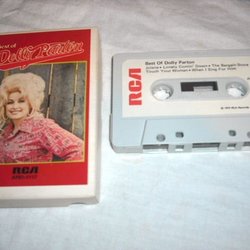 Best of
Dolly Parton
RCA
Best Of Dolly Parton
Jolene • Lonely Comin' Down • The Bargain Store
Touch Your Woman • When I Sing For Him
RCA